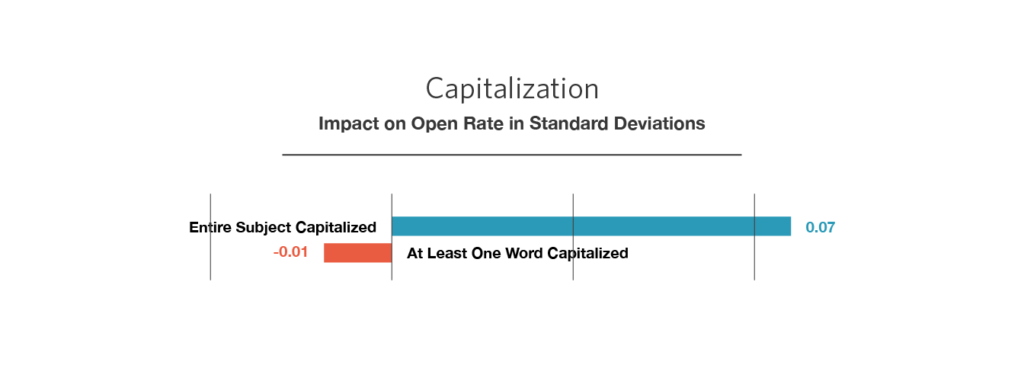 Capitalization
Impact on Open Rate in Standard Deviations
Entire Subject Capitalized 0.07
-0.01 At Least One Word Capitalized